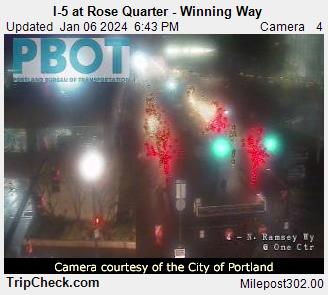 I-5 at Rose Quarter - Winning Way
Updated Jan 06 2024 6:43 PM Camera 4
PBOT
PORTLAND BUREAU OF TRANSPORTATION
4 - N. Ramsey Wy
@ One Ctr
Camera courtesy of the City of Portland
TripCheck.com Milepost302.00